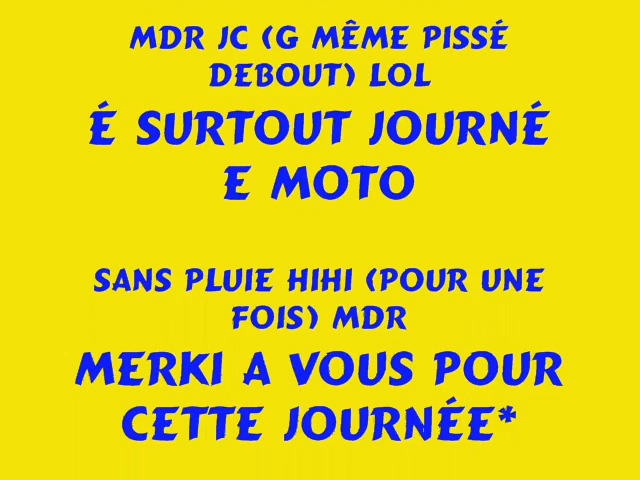 MDR JC (G MÊME PISSÉ
DEBOUT) LOL
É SURTOUT JOURNÉ
E MOTO
SANS PLUIE HIHI (POUR UNE
FOIS) MDR
MERKI A VOUS POUR
CETTE JOURNÉE*